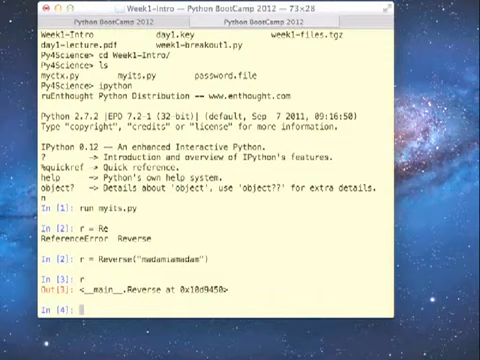 Week1-Intro — Python BootCamp 2012 — 73×28
Python BootCamp 2012 Python BootCamp 2012
Week1-Intro day1.key week1-files.tgz
day1-lecture.pdf week1-breakout1.py
Py4Science> cd Week1-Intro/
Py4Science> ls
myctx.py myits.py password.file
Py4Science> ipython
ruEnthought Python Distribution -- www.enthought.com
Python 2.7.2 |EPD 7.2-1 (32-bit)| (default, Sep 7 2011, 09:16:50)
Type "copyright", "credits" or "license" for more information.
IPython 0.12 -- An enhanced Interactive Python.
? -> Introduction and overview of IPython's features.
%quickref -> Quick reference.
help -> Python's own help system.
object? -> Details about 'object', use 'object??' for extra details.
n
In [1]: run myits.py
In [2]: r = Re
ReferenceError Reverse
In [2]: r = Reverse("madamiamadam")
In [3]: r
Out[3]: <__main__.Reverse at 0x10d9450>
In [4]: